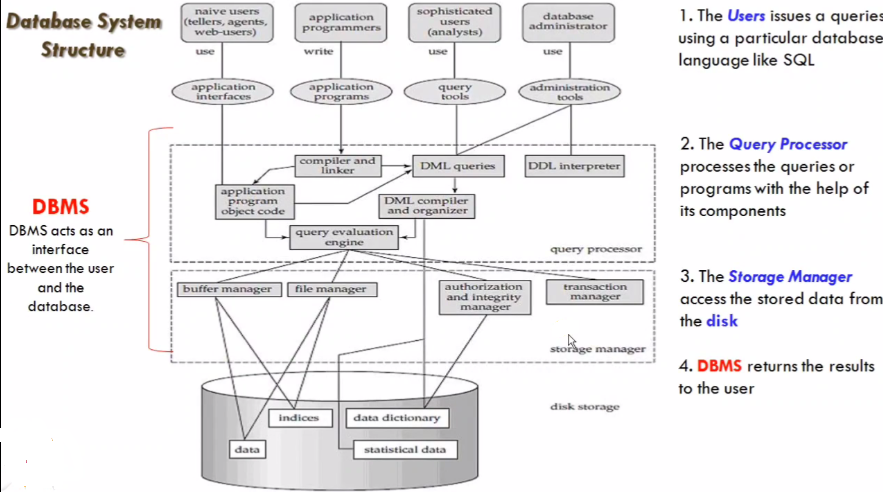 Database System
Structure
naive users
(tellers, agents,
web-users)
application
programmers
sophisticated
users
(analysts)
database
administrator
use
write
use
use
application
interfaces
application
programs
query
tools
administration
tools
compiler and
linker
DML queries
DDL interpreter
application
program
object code
DML compiler
and organizer
query evaluation
engine
query processor
buffer manager
file manager
authorization
and integrity
manager
transaction
manager
storage manager
disk storage
indices
data dictionary
data
statistical data
DBMS
DBMS acts as an
interface
between the user
and the
database.
1. The Users issues a queries
using a particular database
language like SQL
2. The Query Processor
processes the queries or
programs with the help of
its components
3. The Storage Manager
access the stored data from
the disk
4. DBMS returns the results
to the user